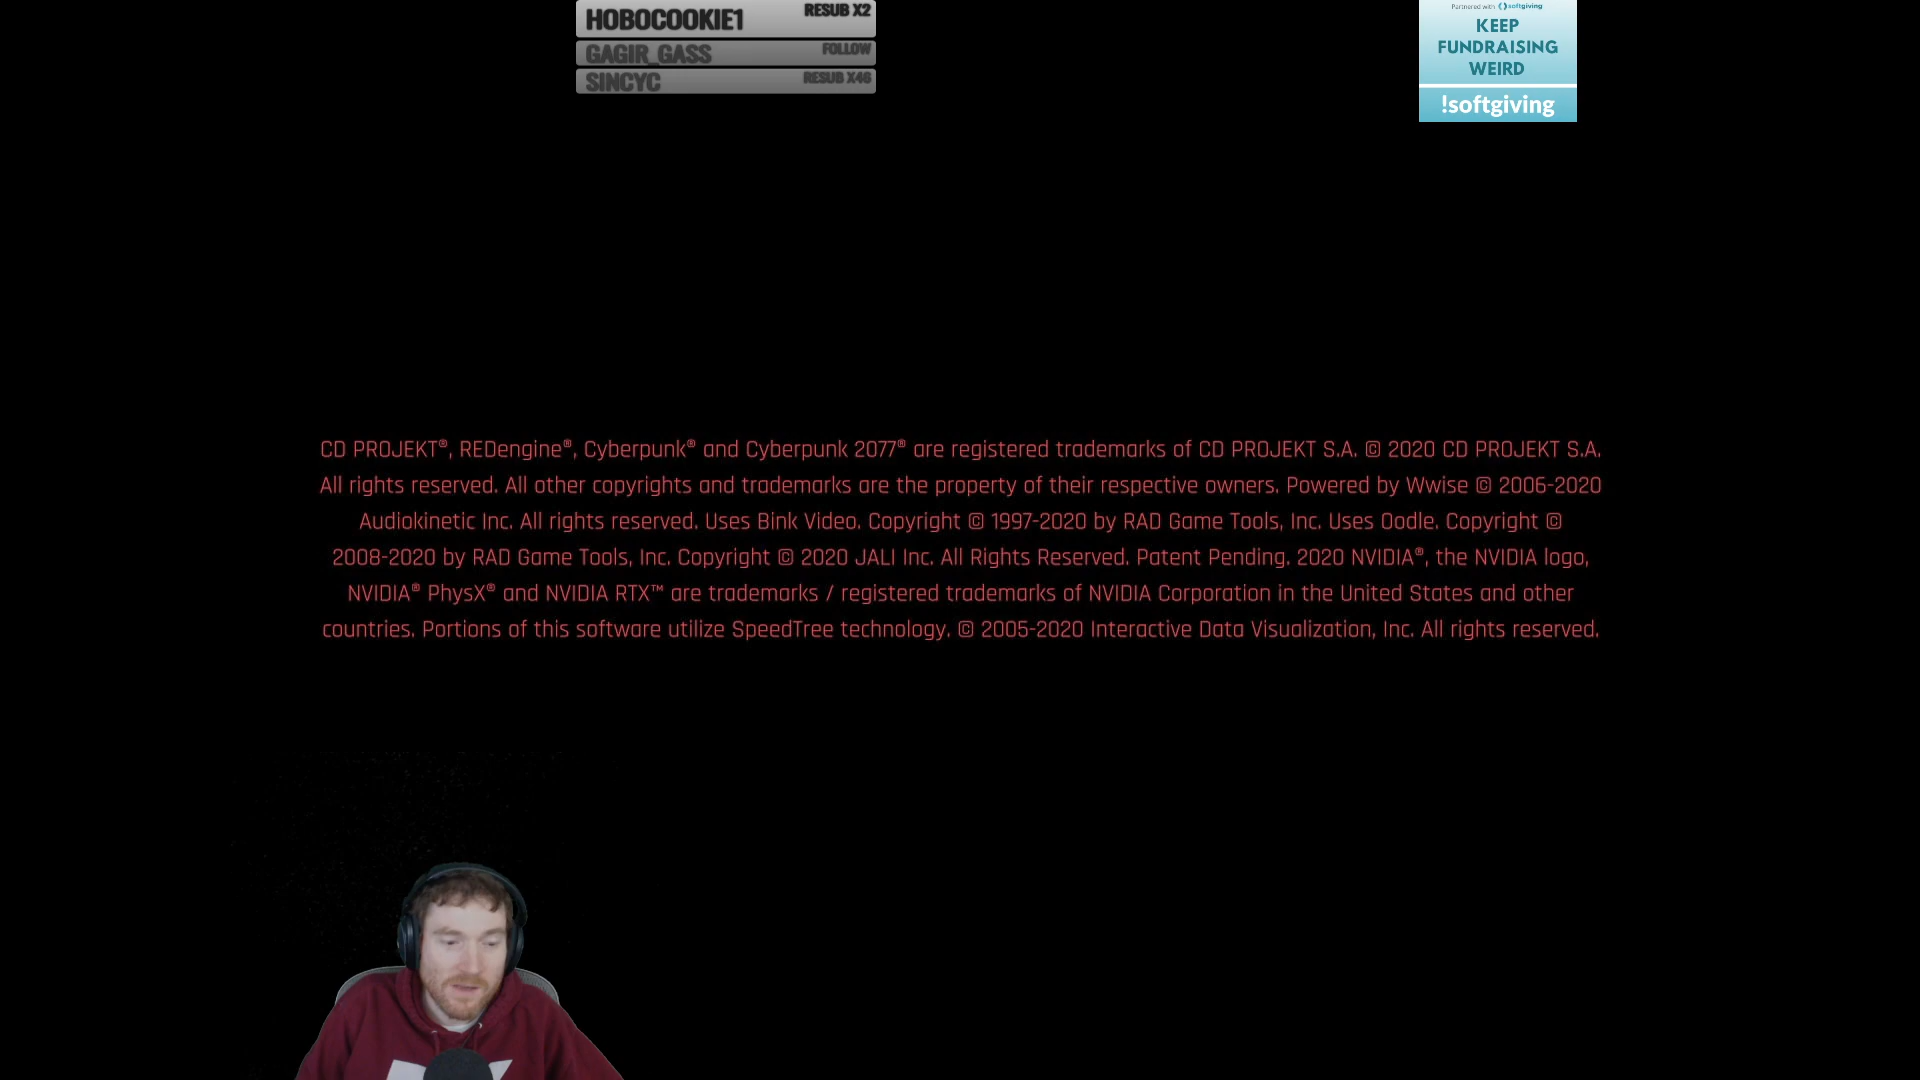 HOBOCOOKIE1 RESUB X2
GAGIR_GASS FOLLOW
SINCYC RESUB X46
Partnered with softgiving
KEEP
FUNDRAISING
WEIRD
!softgiving
CD PROJEKT®, REDengine®, Cyberpunk® and Cyberpunk 2077® are registered trademarks of CD PROJEKT S.A. © 2020 CD PROJEKT S.A.
All rights reserved. All other copyrights and trademarks are the property of their respective owners. Powered by Wwise © 2006-2020
Audiokinetic Inc. All rights reserved. Uses Bink Video. Copyright © 1997-2020 by RAD Game Tools, Inc. Uses Oodle. Copyright ©
2008-2020 by RAD Game Tools, Inc. Copyright © 2020 JALI Inc. All Rights Reserved. Patent Pending. 2020 NVIDIA®, the NVIDIA logo,
NVIDIA® PhysX® and NVIDIA RTX™ are trademarks / registered trademarks of NVIDIA Corporation in the United States and other
countries. Portions of this software utilize SpeedTree technology. © 2005-2020 Interactive Data Visualization, Inc. All rights reserved.